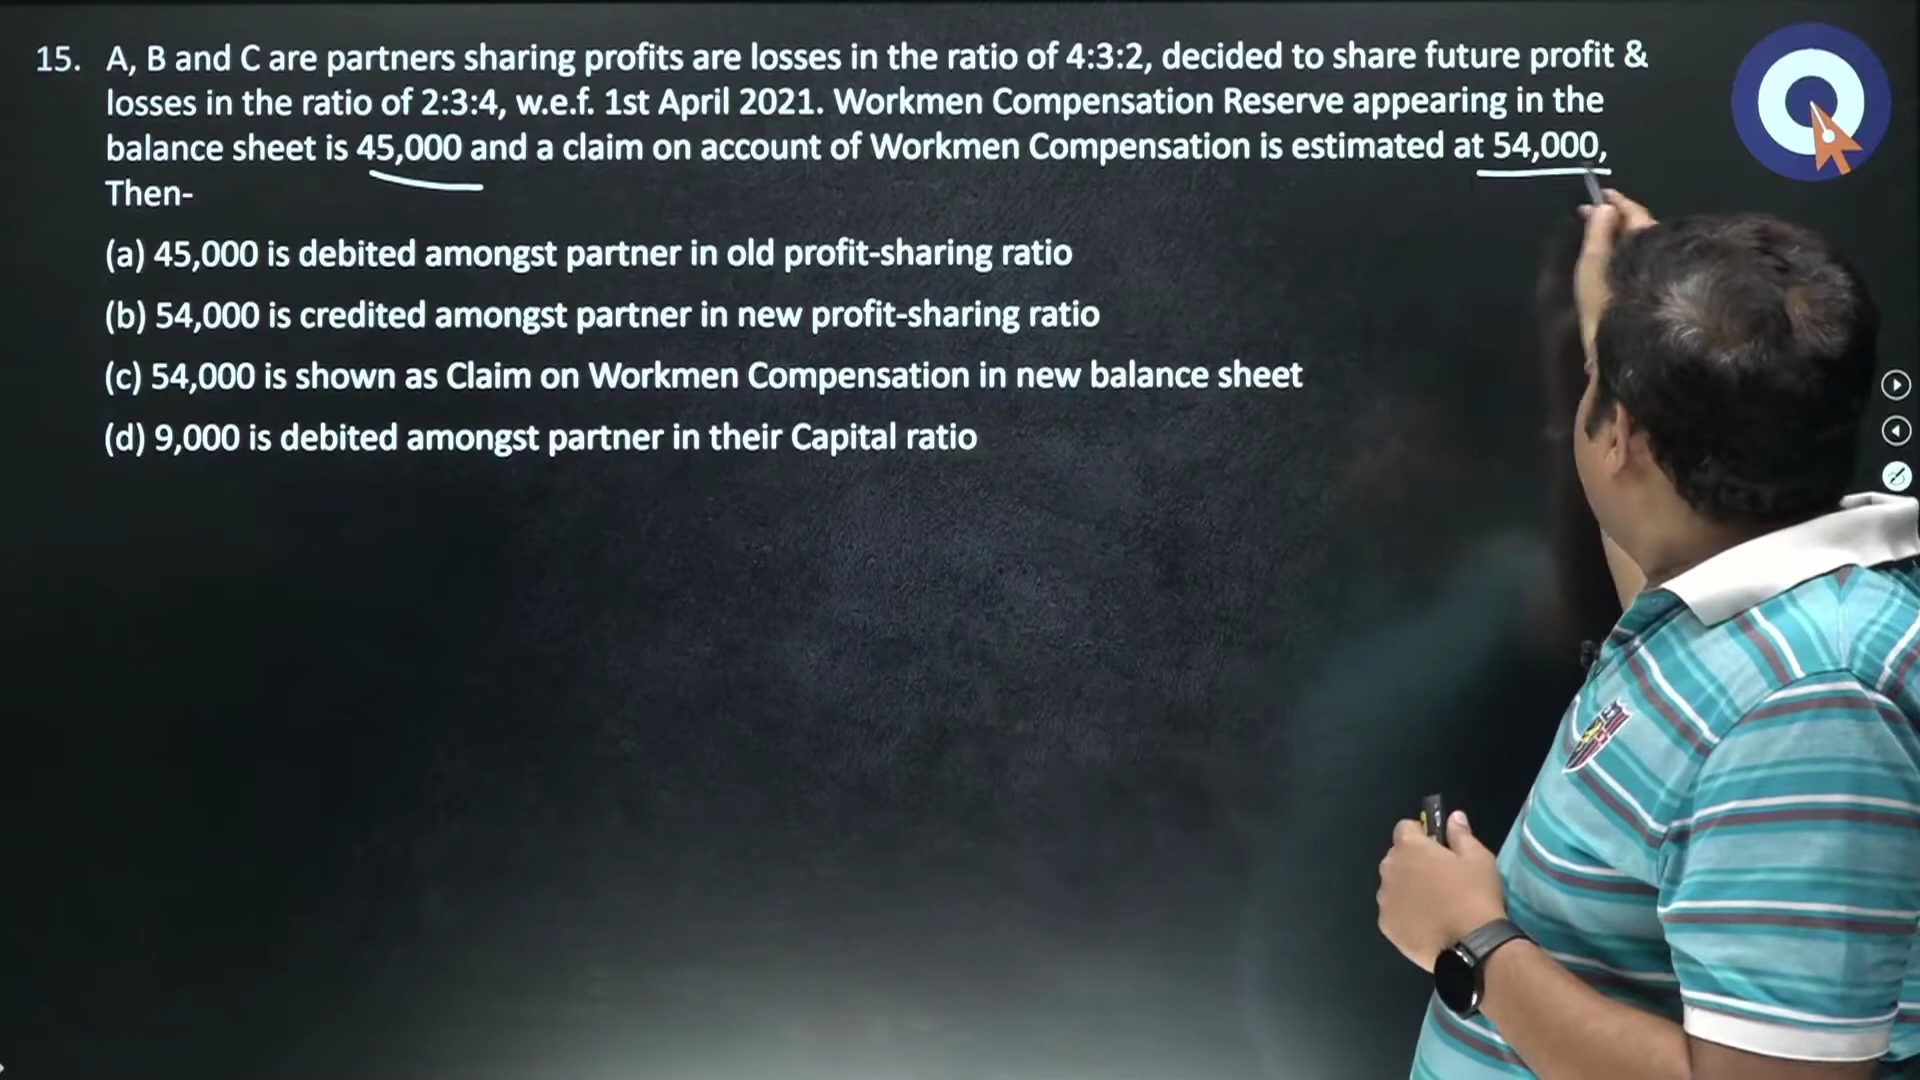 15. A, B and C are partners sharing profits are losses in the ratio of 4:3:2, decided to share future profit &
losses in the ratio of 2:3:4, w.e.f. 1st April 2021. Workmen Compensation Reserve appearing in the
balance sheet is 45,000 and a claim on account of Workmen Compensation is estimated at 54,000,
Then-
(a) 45,000 is debited amongst partner in old profit-sharing ratio
(b) 54,000 is credited amongst partner in new profit-sharing ratio
(c) 54,000 is shown as Claim on Workmen Compensation in new balance sheet
(d) 9,000 is debited amongst partner in their Capital ratio